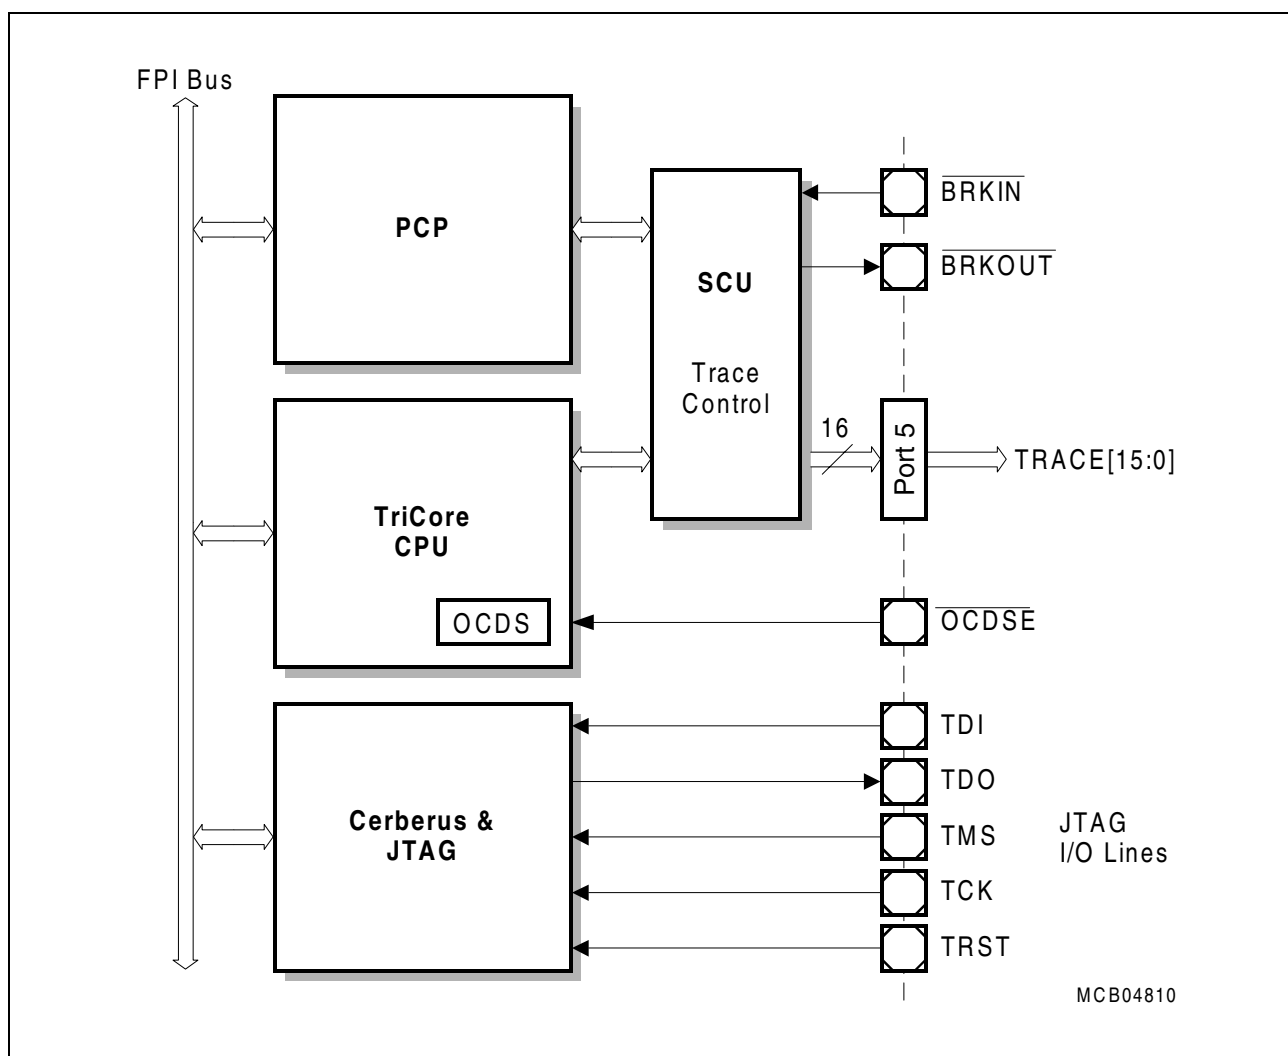 FPI Bus
PCP
SCU
Trace
Control
BRKIN
BRKOUT
16
Port 5
TRACE[15:0]
TriCore
CPU
OCDS
OCDSE
Cerberus &
JTAG
TDI
TDO
TMS
TCK
TRST
JTAG
I/O Lines
MCB04810